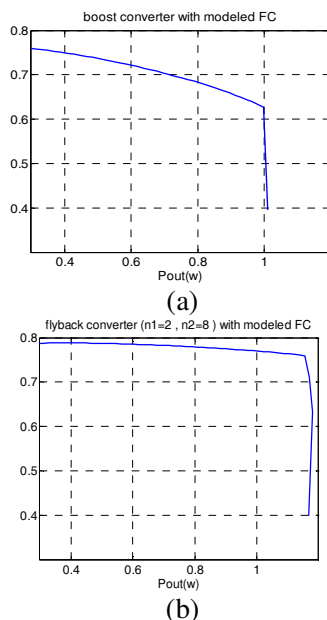 boost converter with modeled FC
0.8
0.7
0.6
0.5
0.4
0.4 0.6 0.8 1
Pout(w)
(a)
flyback converter (n1=2 , n2=8 ) with modeled FC
0.8
0.7
0.6
0.5
0.4
0.4 0.6 0.8 1
Pout(w)
(b)